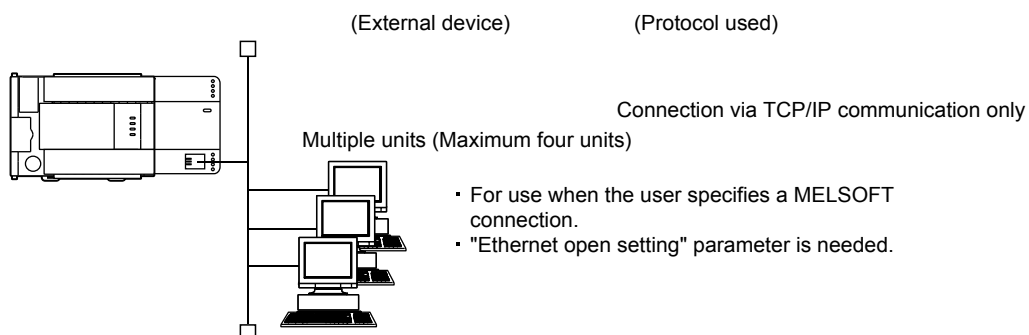 (External device) (Protocol used)
Connection via TCP/IP communication only
Multiple units (Maximum four units)
· For use when the user specifies a MELSOFT
connection.
· "Ethernet open setting" parameter is needed.